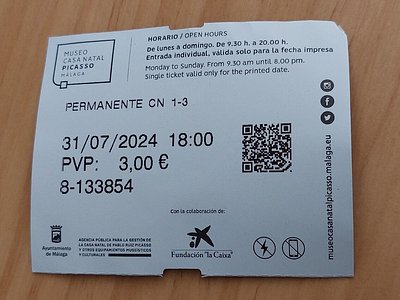 MUSEO
CASA NATAL
PICASSO
MÁLAGA
HORARIO / OPEN HOURS
De lunes a domingo. De 9.30 h. a 20.00 h.
Entrada individual, válida solo para la fecha impresa
Monday to Sunday. From 9.30 am until 8.00 pm.
Single ticket valid only for the printed date.
PERMANENTE CN 1-3
31/07/2024 18:00
PVP: 3,00 €
8-133854
museocasanatalpicasso.malaga.eu
Con la colaboración de:
Ayuntamiento
de Málaga
AGENCIA PÚBLICA PARA LA GESTIÓN DE
LA CASA NATAL DE PABLO RUIZ PICASSO
Y OTROS EQUIPAMIENTOS MUSEÍSTICOS
Y CULTURALES
Fundación "la Caixa"